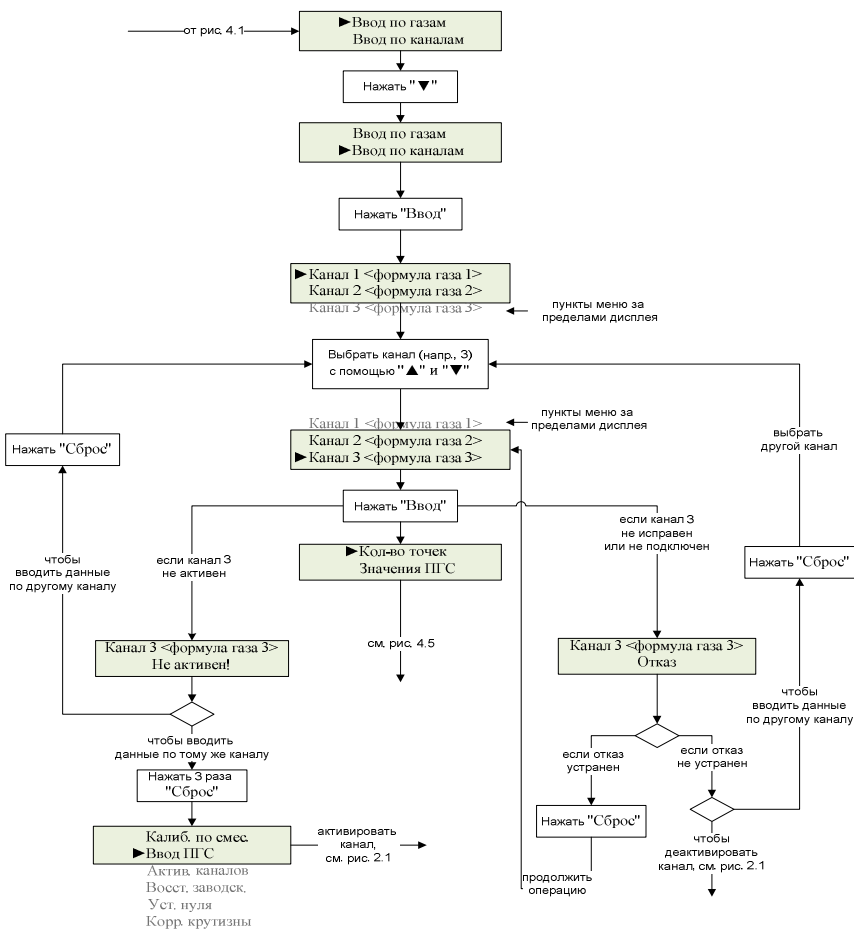 от рис. 4.1
►Ввод по газам
Ввод по каналам
Нажать "▼"
Ввод по газам
►Ввод по каналам
Нажать "Ввод"
►Канал 1 <формула газа 1>
Канал 2 <формула газа 2>
Канал 3 <формула газа 3>
пункты меню за
пределами дисплея
Выбрать канал (напр., 3)
с помощью "▲" и "▼"
Канал 1 <формула газа 1>
Канал 2 <формула газа 2>
►Канал 3 <формула газа 3>
пункты меню за
пределами дисплея
Нажать "Сброс"
выбрать
другой канал
Нажать "Ввод"
чтобы
вводить данные
по другому каналу
если канал 3
не активен
►Кол-во точек
Значения ПГС
если канал 3
не исправен
или не подключен
Нажать "Сброс"
см. рис. 4.5
Канал 3 <формула газа 3>
Не активен!
Канал 3 <формула газа 3>
Отказ
чтобы
вводить данные
по другому каналу
чтобы вводить
данные по тому же каналу
если отказ
устранен
если отказ
не устранен
Нажать 3 раза
"Сброс"
Нажать "Сброс"
Калиб. по смес.
►Ввод ПГС
Актив. каналов
Восст. заводск.
Уст. нуля
Корр. крутизны
активировать
канал,
см. рис. 2.1
чтобы
деактивировать
канал, см. рис. 2.1
продолжить
операцию